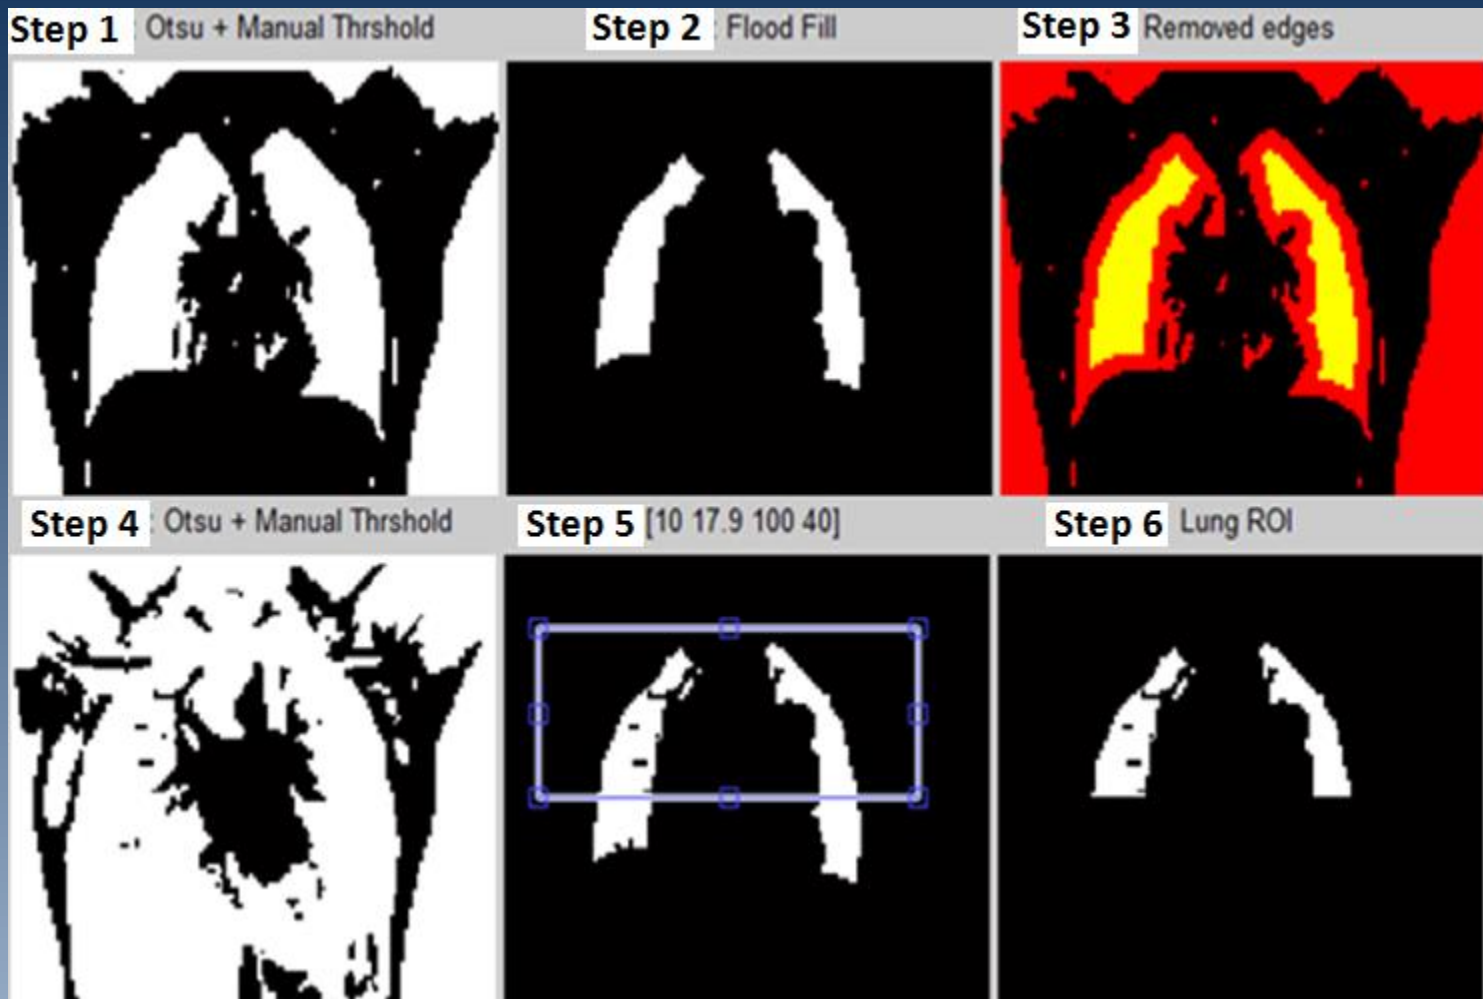 Step 1 : Otsu + Manual Thrshold
Step 2 : Flood Fill
Step 3 Removed edges
Step 4 : Otsu + Manual Thrshold
Step 5 [10 17.9 100 40]
Step 6 Lung ROI